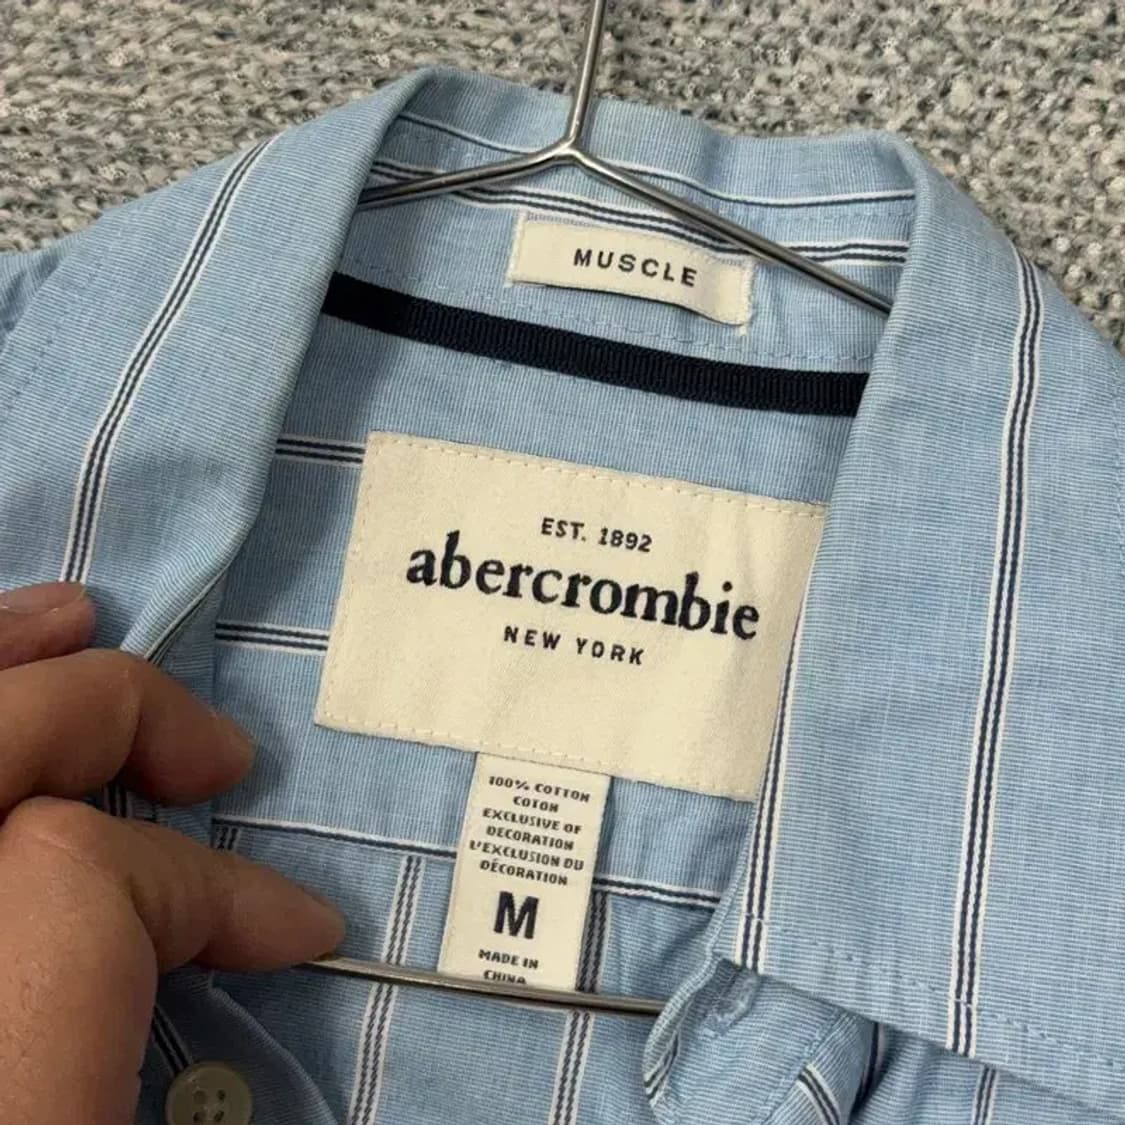 MUSCLE
EST. 1892
abercrombie
NEW YORK
100% COTTON
COTON
EXCLUSIVE OF
DECORATION
L'EXCLUSION DU
DÉCORATION
M
MADE IN
CHINA